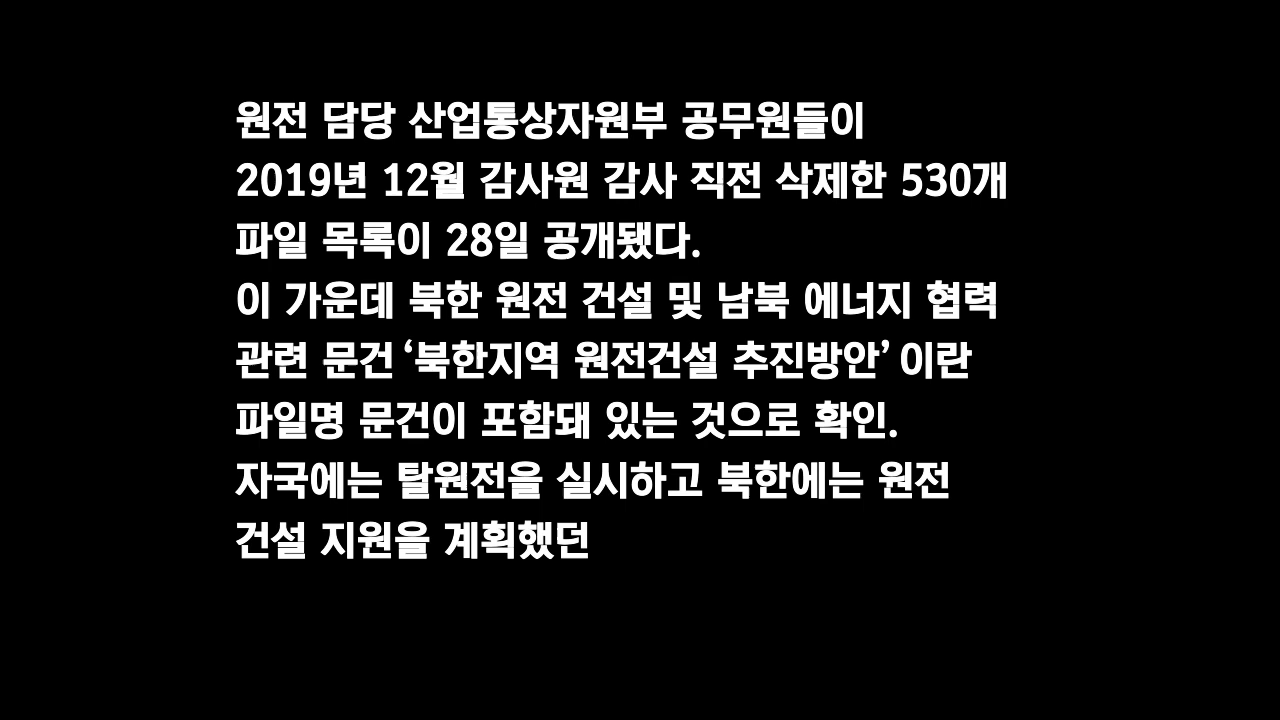 원전 담당 산업통상자원부 공무원들이
2019년 12월 감사원 감사 직전 삭제한 530개
파일 목록이 28일 공개됐다.
이 가운데 북한 원전 건설 및 남북 에너지 협력
관련 문건 ‘북한지역 원전건설 추진방안’ 이란
파일명 문건이 포함돼 있는 것으로 확인.
자국에는 탈원전을 실시하고 북한에는 원전
건설 지원을 계획했던